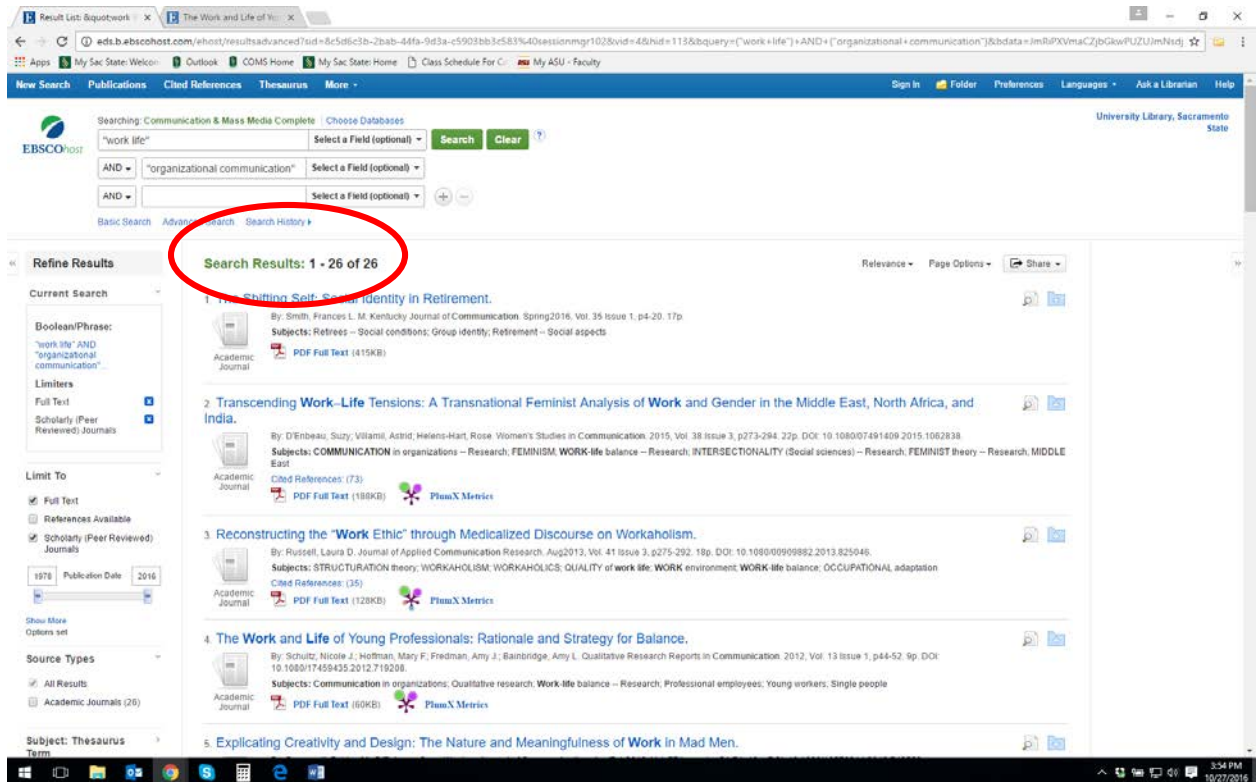 Result List: &quot;work l
The Work and Life of Yo
eds.b.ebscohost.com/ehost/resultsadvanced?sid=8c5d6c3b-2bab-44fa-9d3a-c5903bb3c583%40sessionmgr102&vid=4&hid=113&bquery=("work+life")+AND+("organizational+communication")&bdata=
Apps My Sac State: Welcom Outlook COMS Home My Sac State: Home Class Schedule For C My ASU - Faculty
New Search Publications Cited References Thesaurus More Sign In Folder Preferences Languages Ask a Librarian Help
Searching: Communication & Mass Media Complete Choose Databases
University Library, Sacramento State
EBSCOhost
"work life" Select a Field (optional) Search Clear ?
AND "organizational communication" Select a Field (optional)
AND Select a Field (optional)
Basic Search Advanced Search Search History
Refine Results
Current Search
Boolean/Phrase:
"work life" AND
"organizational
communication"...
Limiters
Full Text
Scholarly (Peer
Reviewed) Journals
Limit To
Full Text
References Available
Scholarly (Peer Reviewed)
Journals
1978 Publication Date 2016
Show More
Options set
Source Types
All Results
Academic Journals (26)
Subject: Thesaurus
Term
Search Results: 1 - 26 of 26
Relevance Page Options Share
1. The Shifting Self: Social Identity in Retirement.
By: Smith, Frances L. M. Kentucky Journal of Communication. Spring2016, Vol. 35 Issue 1, p4-20. 17p.
Subjects: Retirees -- Social conditions; Group identity; Retirement -- Social aspects
Academic
Journal
PDF Full Text (415KB)
2. Transcending Work–Life Tensions: A Transnational Feminist Analysis of Work and Gender in the Middle East, North Africa, and
India.
By: D'Enbeau, Suzy; Villamil, Astrid; Helens-Hart, Rose. Women's Studies in Communication. 2015, Vol. 38 Issue 3, p273-294. 22p. DOI: 10.1080/07491409.2015.1062838.
Subjects: COMMUNICATION in organizations -- Research; FEMINISM; WORK-life balance -- Research; INTERSECTIONALITY (Social sciences) -- Research; FEMINIST theory -- Research; MIDDLE
East
Academic
Journal
Cited References: (73)
PDF Full Text (188KB) PlumX Metrics
3. Reconstructing the "Work Ethic" through Medicalized Discourse on Workaholism.
By: Russell, Laura D. Journal of Applied Communication Research. Aug2013, Vol. 41 Issue 3, p275-292. 18p. DOI: 10.1080/00909882.2013.825046.
Subjects: STRUCTURATION theory; WORKAHOLISM; WORKAHOLICS; QUALITY of work life; WORK environment; WORK-life balance; OCCUPATIONAL adaptation
Academic
Journal
Cited References: (35)
PDF Full Text (128KB) PlumX Metrics
4. The Work and Life of Young Professionals: Rationale and Strategy for Balance.
By: Schultz, Nicole J.; Hoffman, Mary F.; Fredman, Amy J.; Bainbridge, Amy L. Qualitative Research Reports in Communication. 2012, Vol. 13 Issue 1, p44-52. 9p. DOI:
10.1080/17459435.2012.719208.
Subjects: Communication in organizations; Qualitative research; Work-life balance -- Research; Professional employees; Young workers; Single people
Academic
Journal
PDF Full Text (60KB) PlumX Metrics
5. Explicating Creativity and Design: The Nature and Meaningfulness of Work in Mad Men.
3:54 PM
10/27/2016